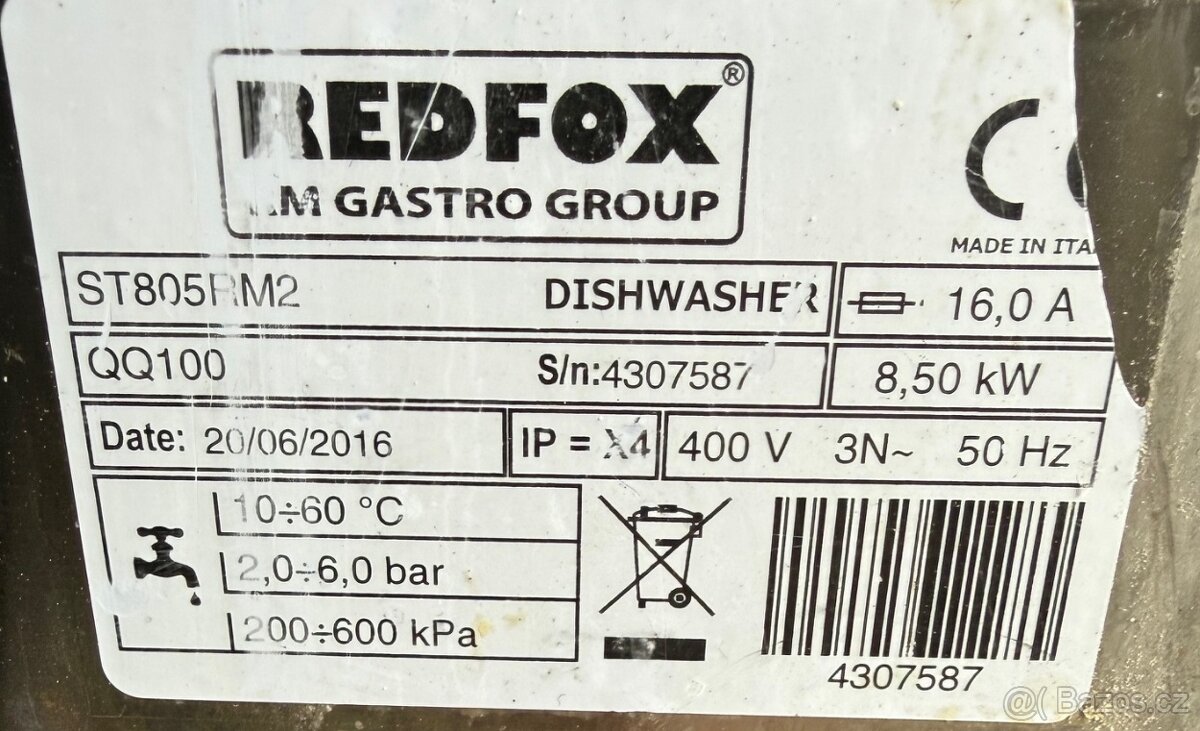 REDFOX®
RM GASTRO GROUP
CE
MADE IN ITA
ST805RM2 DISHWASHER 16,0 A
QQ100 S/n:4307587 8,50 kW
Date: 20/06/2016 IP = X4 400 V 3N~ 50 Hz
10÷60 °C
2,0÷6,0 bar
200÷600 kPa
4307587
@( Bazos.cz